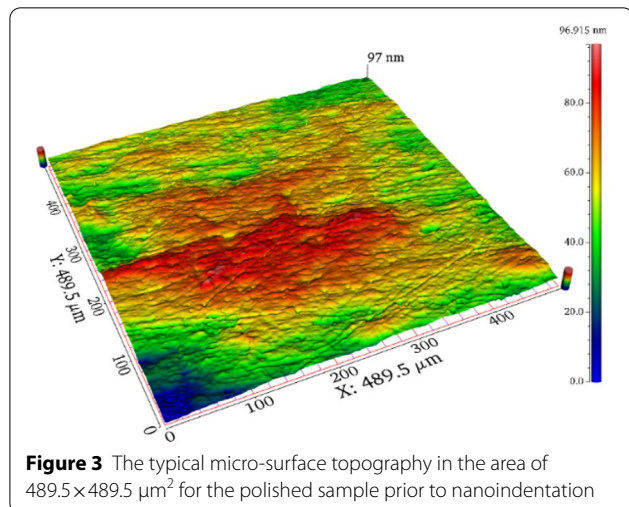 96.915 nm
97 nm
80.0
60.0
40.0
20.0
0.0
400
300
200
100
0
Y: 489.5 µm
0
100
200
300
400
X: 489.5 µm
Figure 3 The typical micro-surface topography in the area of
489.5×489.5 µm² for the polished sample prior to nanoindentation